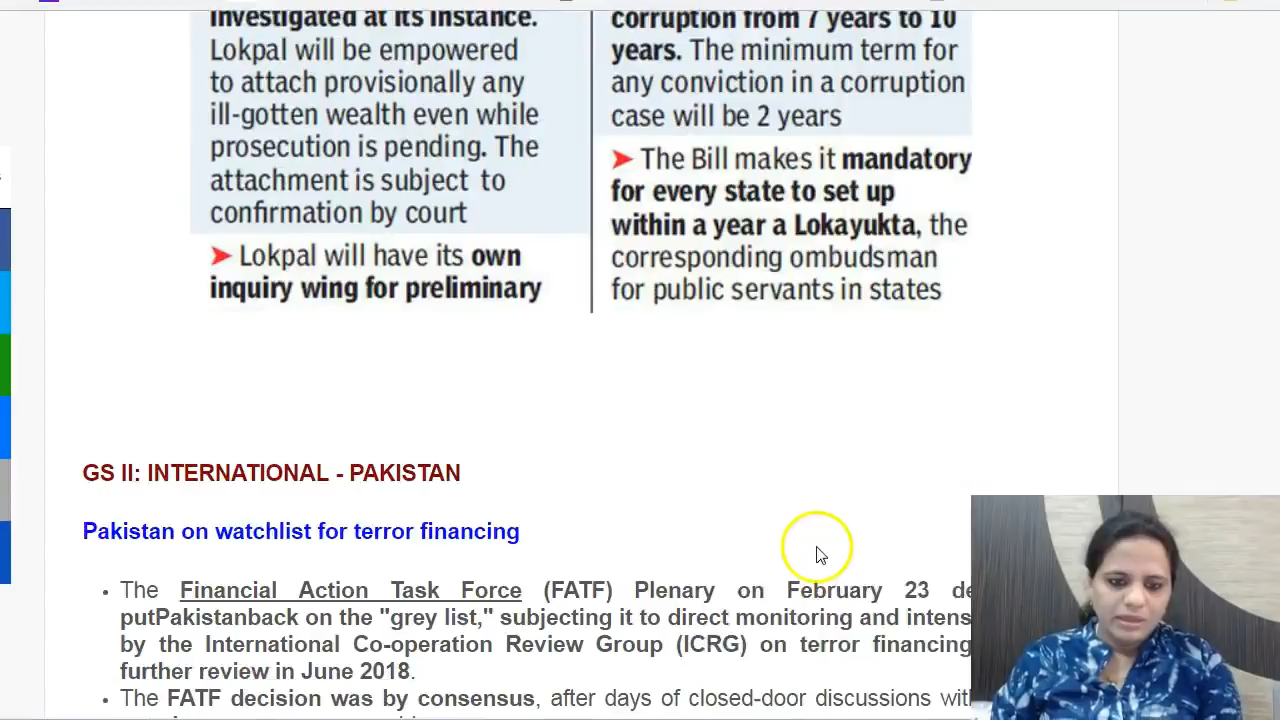 investigated at its instance.
Lokpal will be empowered
to attach provisionally any
ill-gotten wealth even while
prosecution is pending. The
attachment is subject to
confirmation by court
➤ Lokpal will have its own
inquiry wing for preliminary
corruption from 7 years to 10
years. The minimum term for
any conviction in a corruption
case will be 2 years
➤ The Bill makes it mandatory
for every state to set up
within a year a Lokayukta, the
corresponding ombudsman
for public servants in states
GS II: INTERNATIONAL - PAKISTAN
Pakistan on watchlist for terror financing
• The Financial Action Task Force (FATF) Plenary on February 23
putPakistanback on the "grey list," subjecting it to direct monitoring and
by the International Co-operation Review Group (ICRG) on terror financing
further review in June 2018.
• The FATF decision was by consensus, after days of closed-door discussions